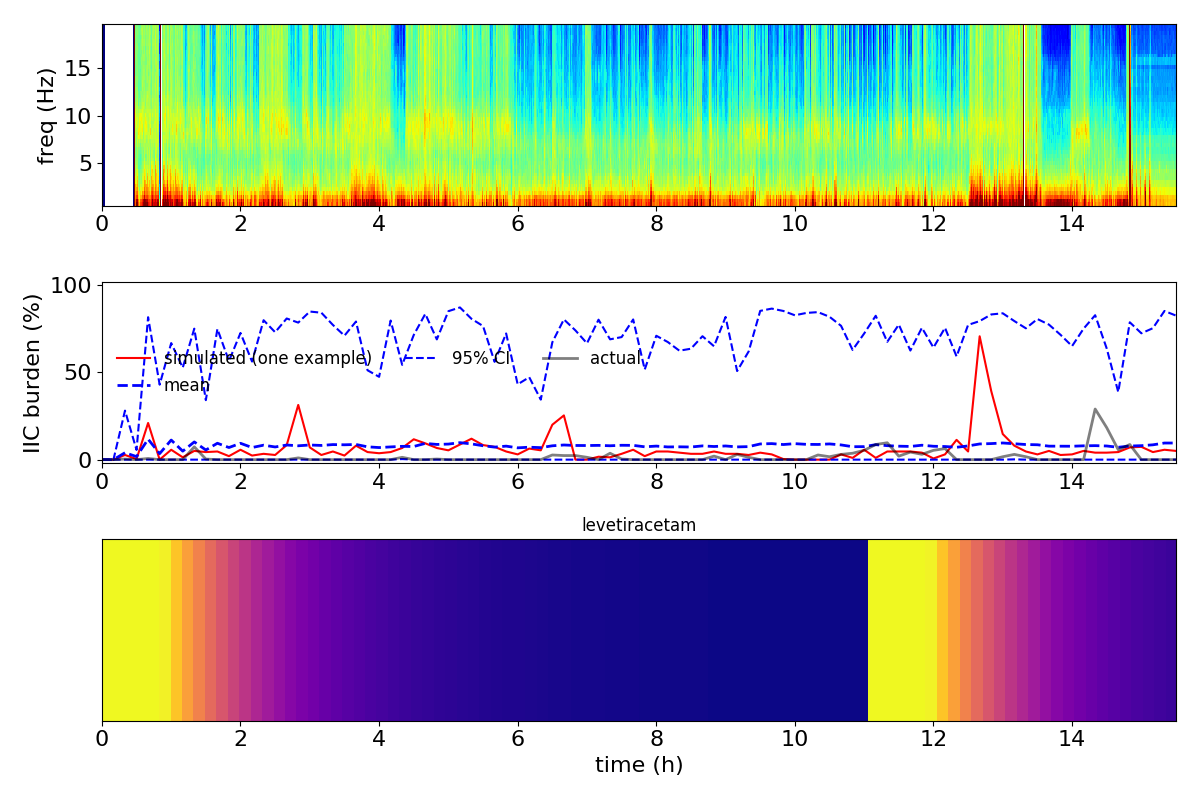 freq (Hz)
15
10
5
0 2 4 6 8 10 12 14
IIC burden (%)
100
50
0
simulated (one example) 95% CI actual
mean
0 2 4 6 8 10 12 14
levetiracetam
0 2 4 6 8 10 12 14
time (h)